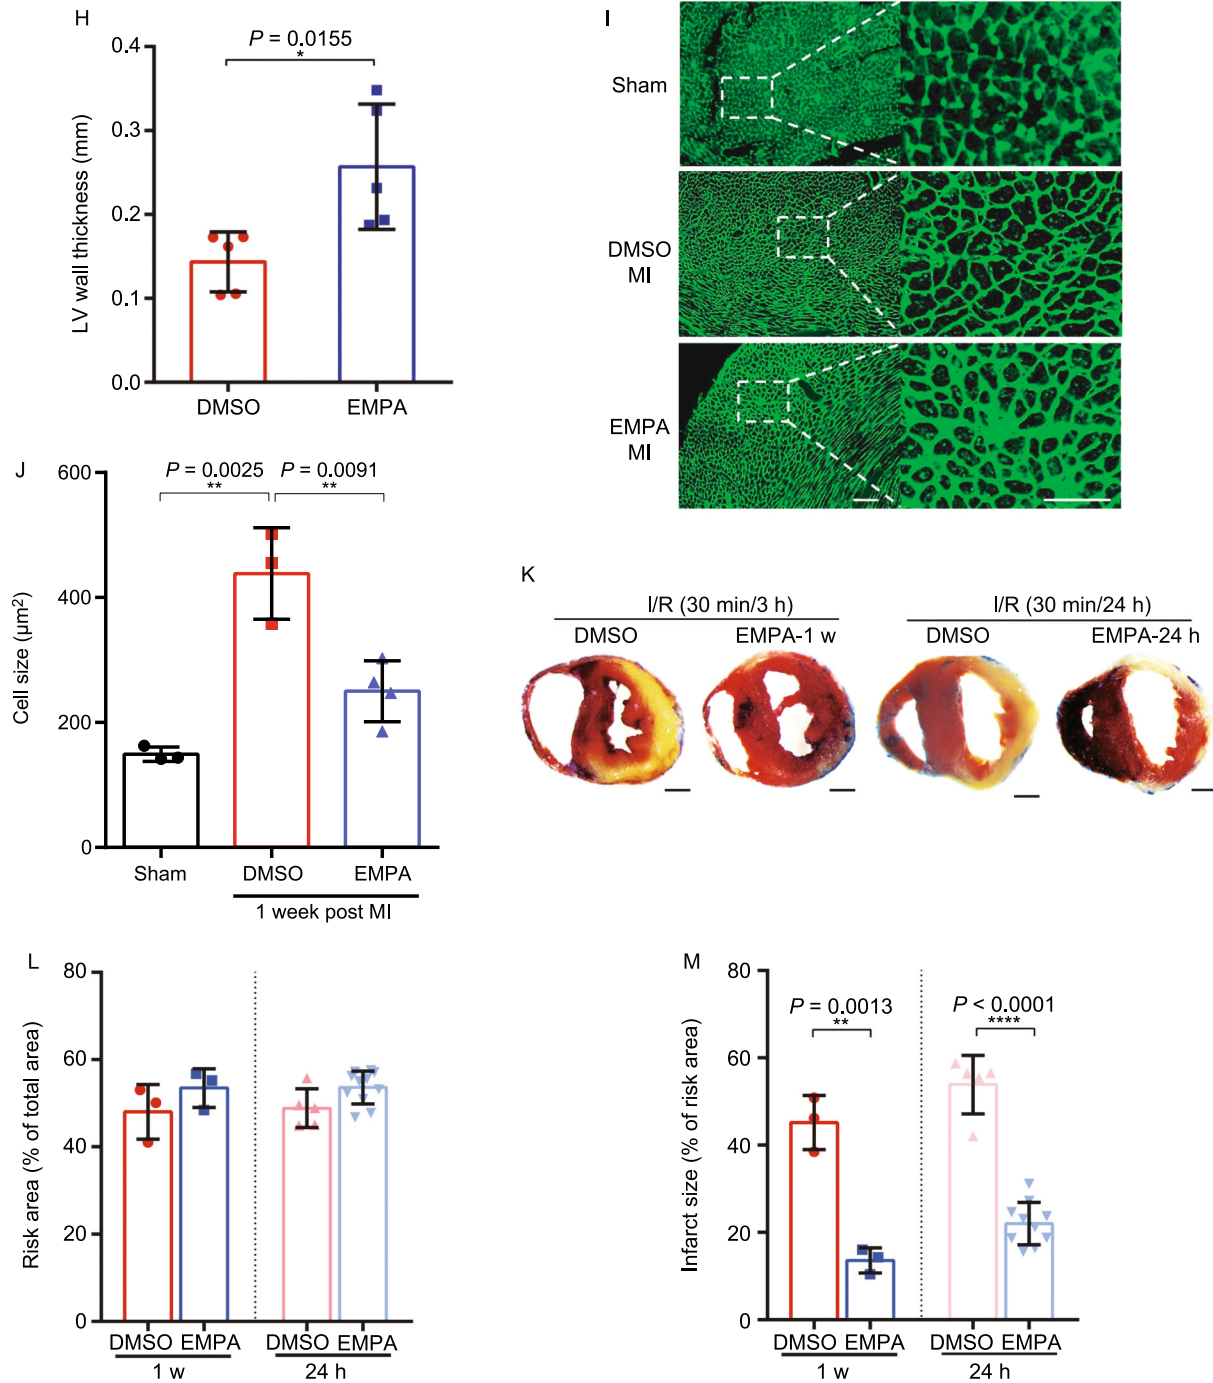 H
P = 0.0155
*
0.4
0.3
0.2
0.1
0.0
LV wall thickness (mm)
DMSO
EMPA
I
Sham
DMSO
MI
EMPA
MI
J
P = 0.0025
**
P = 0.0091
**
600
400
200
0
Cell size (µm²)
Sham
DMSO
EMPA
1 week post MI
K
I/R (30 min/3 h)
I/R (30 min/24 h)
DMSO
EMPA-1 w
DMSO
EMPA-24 h
L
80
60
40
20
0
Risk area (% of total area)
DMSO EMPA
DMSO EMPA
1 w
24 h
M
80
60
40
20
0
Infarct size (% of risk area)
P = 0.0013
**
P < 0.0001
****
DMSO EMPA
DMSO EMPA
1 w
24 h